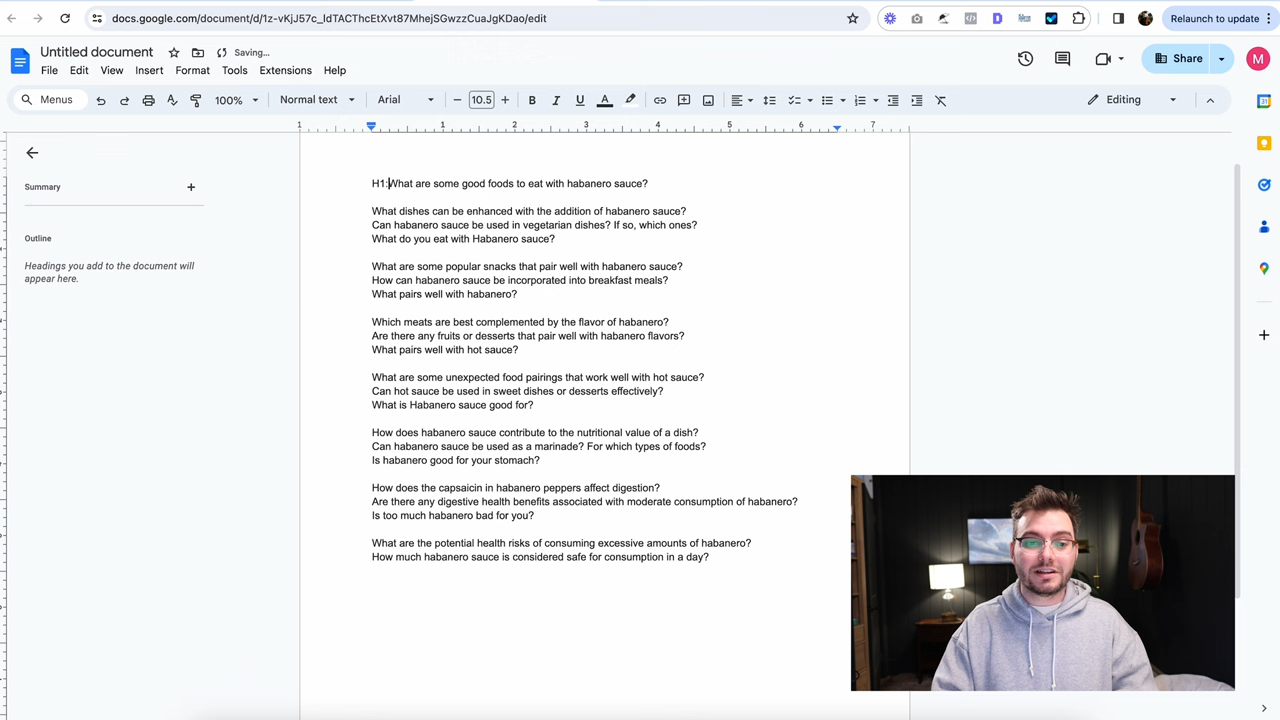 docs.google.com/document/d/1z-vKjJ57c_IdTACThcEtXvt87MhejSGwzzCuaJgKDao/edit
Relaunch to update
Untitled document
Saving...
File Edit View Insert Format Tools Extensions Help
Share
M
Menus
100%
Normal text
Arial
10.5
Editing
1 1 2 3 4 5 6 7
Summary
Outline
Headings you add to the document will
appear here.
H1:What are some good foods to eat with habanero sauce?
What dishes can be enhanced with the addition of habanero sauce?
Can habanero sauce be used in vegetarian dishes? If so, which ones?
What do you eat with Habanero sauce?
What are some popular snacks that pair well with habanero sauce?
How can habanero sauce be incorporated into breakfast meals?
What pairs well with habanero?
Which meats are best complemented by the flavor of habanero?
Are there any fruits or desserts that pair well with habanero flavors?
What pairs well with hot sauce?
What are some unexpected food pairings that work well with hot sauce?
Can hot sauce be used in sweet dishes or desserts effectively?
What is Habanero sauce good for?
How does habanero sauce contribute to the nutritional value of a dish?
Can habanero sauce be used as a marinade? For which types of foods?
Is habanero good for your stomach?
How does the capsaicin in habanero peppers affect digestion?
Are there any digestive health benefits associated with moderate consumption of habanero?
Is too much habanero bad for you?
What are the potential health risks of consuming excessive amounts of habanero?
How much habanero sauce is considered safe for consumption in a day?